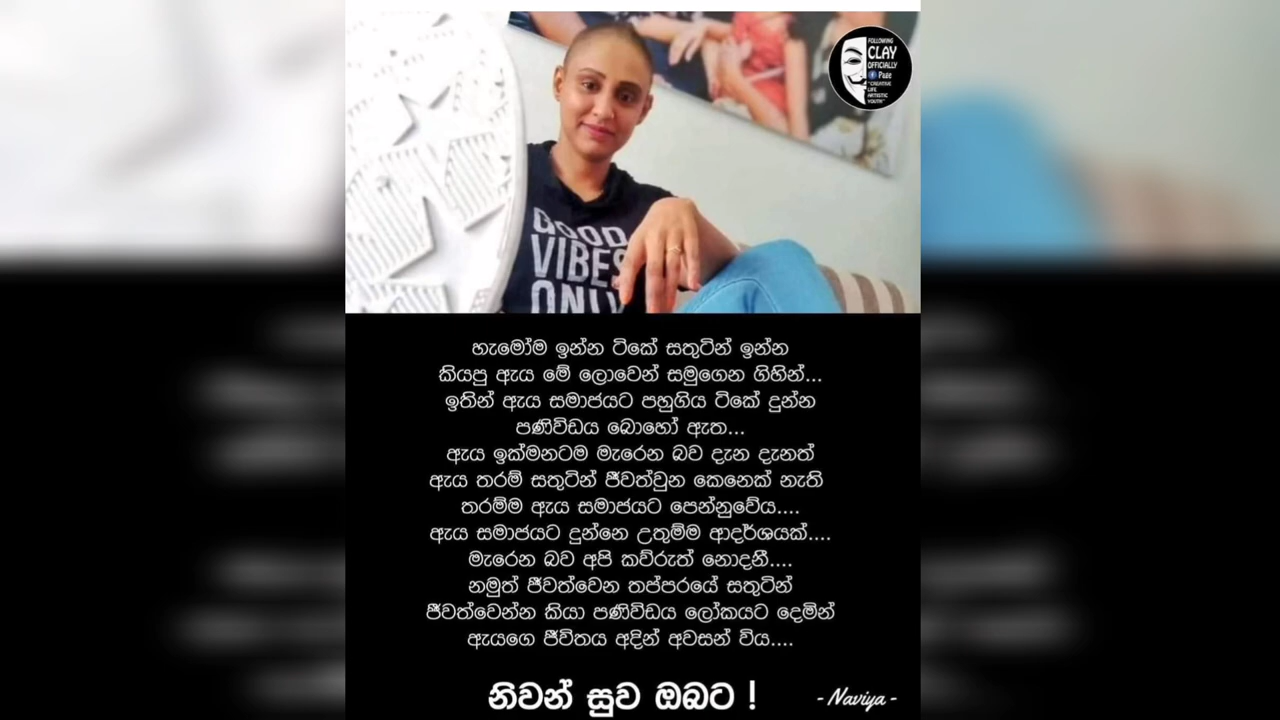 FOLLOWING
CLAY
OFFICIALLY
f Page
"CREATIVE
LIFE
ARTISTIC
YOUTH"
GOOD
VIBES
ONLY
හැමෝම ඉන්න ටිකේ සතුටින් ඉන්න
කියපු ඇය මේ ලොවෙන් සමුගෙන ගිහින්...
ඉතින් ඇය සමාජයට පහුගිය ටිකේ දුන්න
පණිවිඩය බොහෝ ඇත...
ඇය ඉක්මනටම මැරෙන බව දැන දැනත්
ඇය තරම් සතුටින් ජීවත්වුන කෙනෙක් නැති
තරම්ම ඇය සමාජයට පෙන්නුවේය....
ඇය සමාජයට දුන්නෙ උතුම්ම ආදර්ශයක්....
මැරෙන බව අපි කව්රුත් නොදනී....
නමුත් ජීවත්වෙන තප්පරයේ සතුටින්
ජීවත්වෙන්න කියා පණිවිඩය ලෝකයට දෙමින්
ඇයගෙ ජීවිතය අදින් අවසන් විය....
නිවන් සුව ඔබට !
- Naviya -